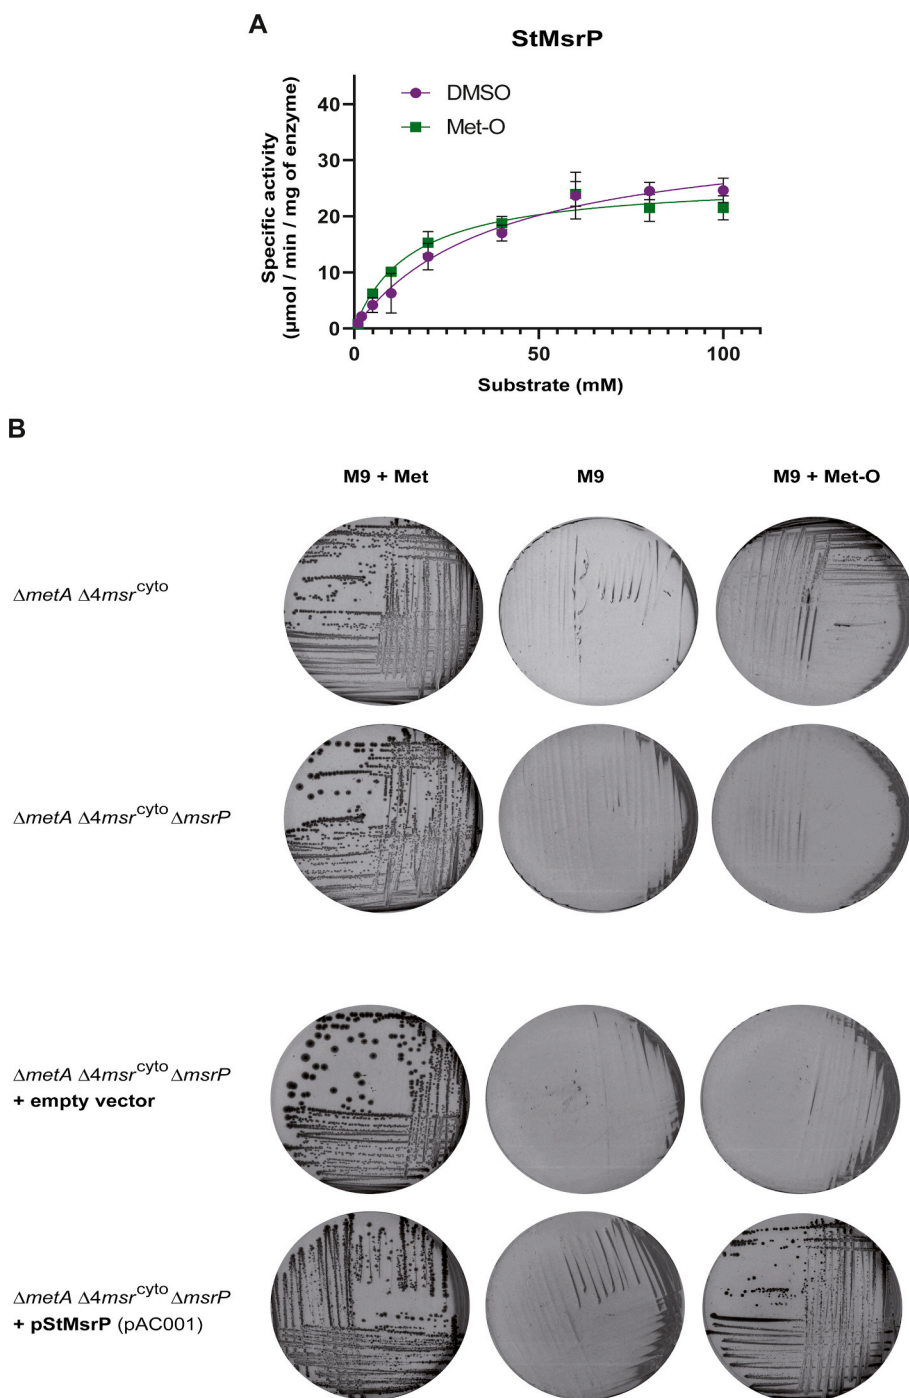 A
StMsrP
DMSO
Met-O
Specific activity
(µmol / min / mg of enzyme)
40
30
20
10
0
0 50 100
Substrate (mM)
B
M9 + Met M9 M9 + Met-O
ΔmetA Δ4msrcyto
ΔmetA Δ4msrcyto ΔmsrP
ΔmetA Δ4msrcyto ΔmsrP
+ empty vector
ΔmetA Δ4msrcyto ΔmsrP
+ pStMsrP (pAC001)